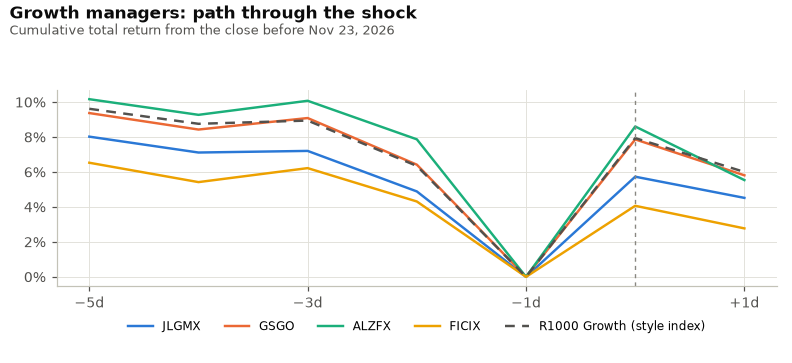 Growth managers: path through the shock
Cumulative total return from the close before Nov 23, 2026
10%
8%
6%
4%
2%
0%
−5d
−3d
−1d
+1d
JLGMX
GSGO
ALZFX
FICIX
R1000 Growth (style index)